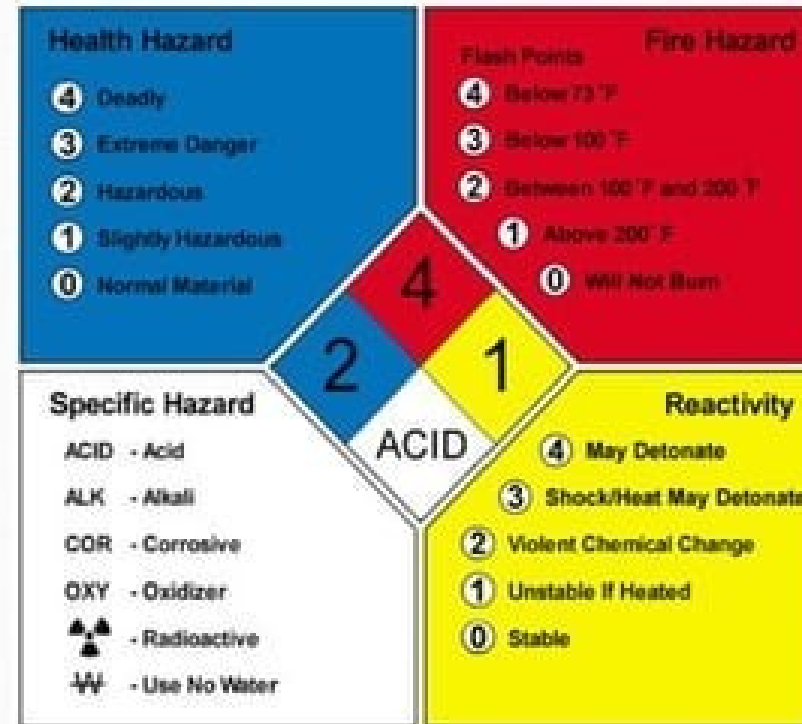 Health Hazard
4 Deadly
3 Extreme Danger
2 Hazardous
1 Slightly Hazardous
0 Normal Material
Fire Hazard
Flash Points
4 Below 73 °F
3 Below 100 °F
2 Between 100 °F and 200 °F
1 Above 200 °F
0 Will Not Burn
4
2
1
ACID
Specific Hazard
ACID - Acid
ALK - Alkali
COR - Corrosive
OXY - Oxidizer
- Radioactive
W - Use No Water
Reactivity
4 May Detonate
3 Shock/Heat May Detonate
2 Violent Chemical Change
1 Unstable If Heated
0 Stable